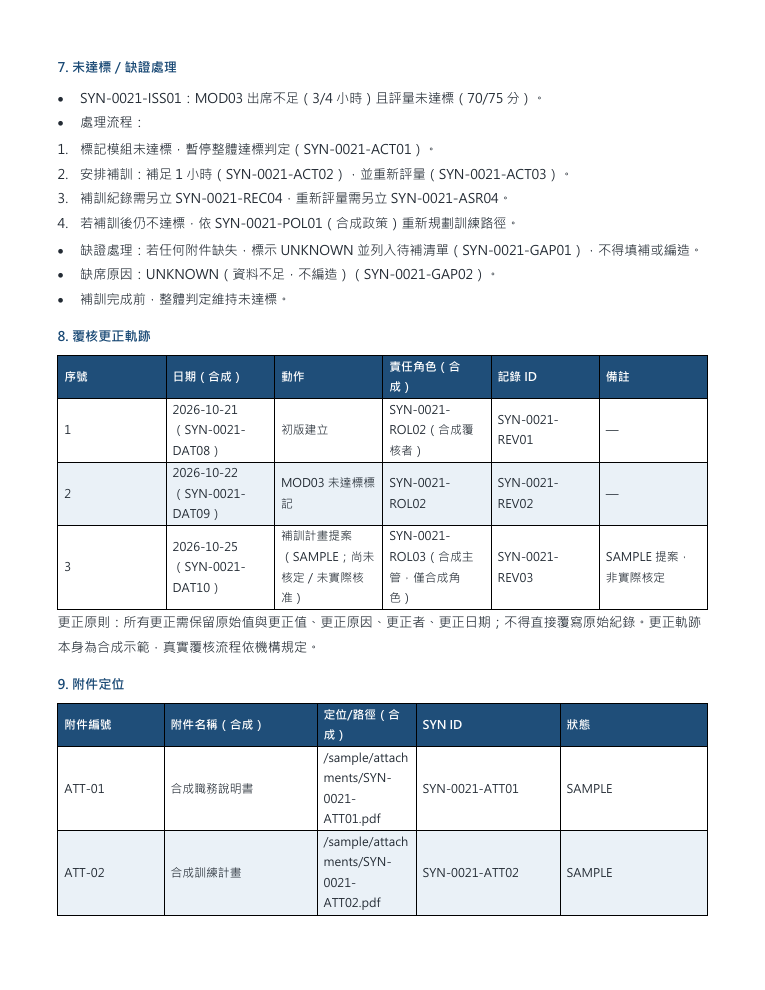 7. 未達標 / 缺證處理
• SYN-0021-ISS01：MOD03 出席不足（3/4 小時）且評量未達標（70/75 分）。
• 處理流程：
1. 標記模組未達標，暫停整體達標判定（SYN-0021-ACT01）。
2. 安排補訓：補足 1 小時（SYN-0021-ACT02），並重新評量（SYN-0021-ACT03）。
3. 補訓紀錄需另立 SYN-0021-REC04，重新評量需另立 SYN-0021-ASR04。
4. 若補訓後仍不達標，依 SYN-0021-POL01（合成政策）重新規劃訓練路徑。
• 缺證處理：若任何附件缺失，標示 UNKNOWN 並列入待補清單（SYN-0021-GAP01），不得填補或編造。
• 缺席原因：UNKNOWN（資料不足，不編造）（SYN-0021-GAP02）。
• 補訓完成前，整體判定維持未達標。
8. 覆核更正軌跡
序號
日期（合成）
動作
責任角色（合
成）
記錄 ID
備註
1
2026-10-21
（SYN-0021-
DAT08）
初版建立
SYN-0021-
ROL02（合成覆
核者）
SYN-0021-
REV01
—
2
2026-10-22
（SYN-0021-
DAT09）
MOD03 未達標標
記
SYN-0021-
ROL02
SYN-0021-
REV02
—
3
2026-10-25
（SYN-0021-
DAT10）
補訓計畫提案
（SAMPLE；尚未
核定 / 未實際核
准）
SYN-0021-
ROL03（合成主
管，僅合成角
色）
SYN-0021-
REV03
SAMPLE 提案，
非實際核定
更正原則：所有更正需保留原始值與更正值、更正原因、更正者、更正日期；不得直接覆寫原始紀錄。更正軌跡
本身為合成示範，真實覆核流程依機構規定。
9. 附件定位
附件編號
附件名稱（合成）
定位/路徑（合
成）
SYN ID
狀態
ATT-01
合成職務說明書
/sample/attach
ments/SYN-
0021-
ATT01.pdf
SYN-0021-ATT01
SAMPLE
ATT-02
合成訓練計畫
/sample/attach
ments/SYN-
0021-
ATT02.pdf
SYN-0021-ATT02
SAMPLE